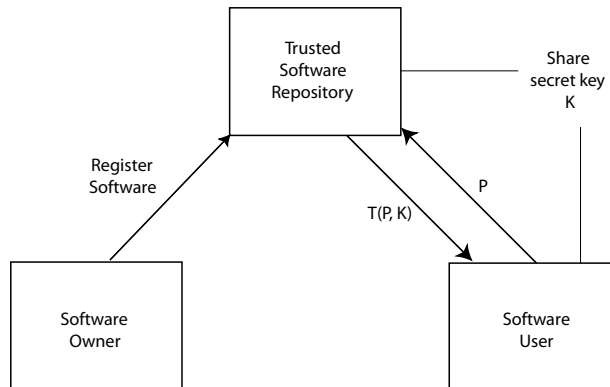 Trusted
Software
Repository
Share
secret key
K
Register
Software
P
T(P, K)
Software
Owner
Software
User